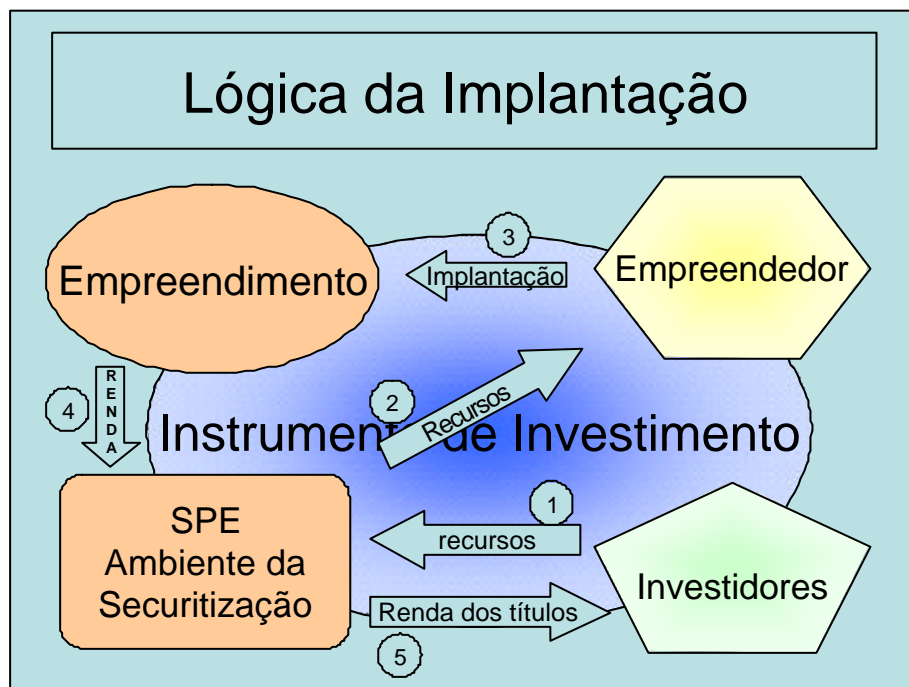 Lógica da Implantação
Empreendimento
3
Implantação
Empreendedor
4
RENDA
2
Recursos
Instrumento de Investimento
SPE
Ambiente da
Securitização
1
recursos
Investidores
Renda dos títulos
5